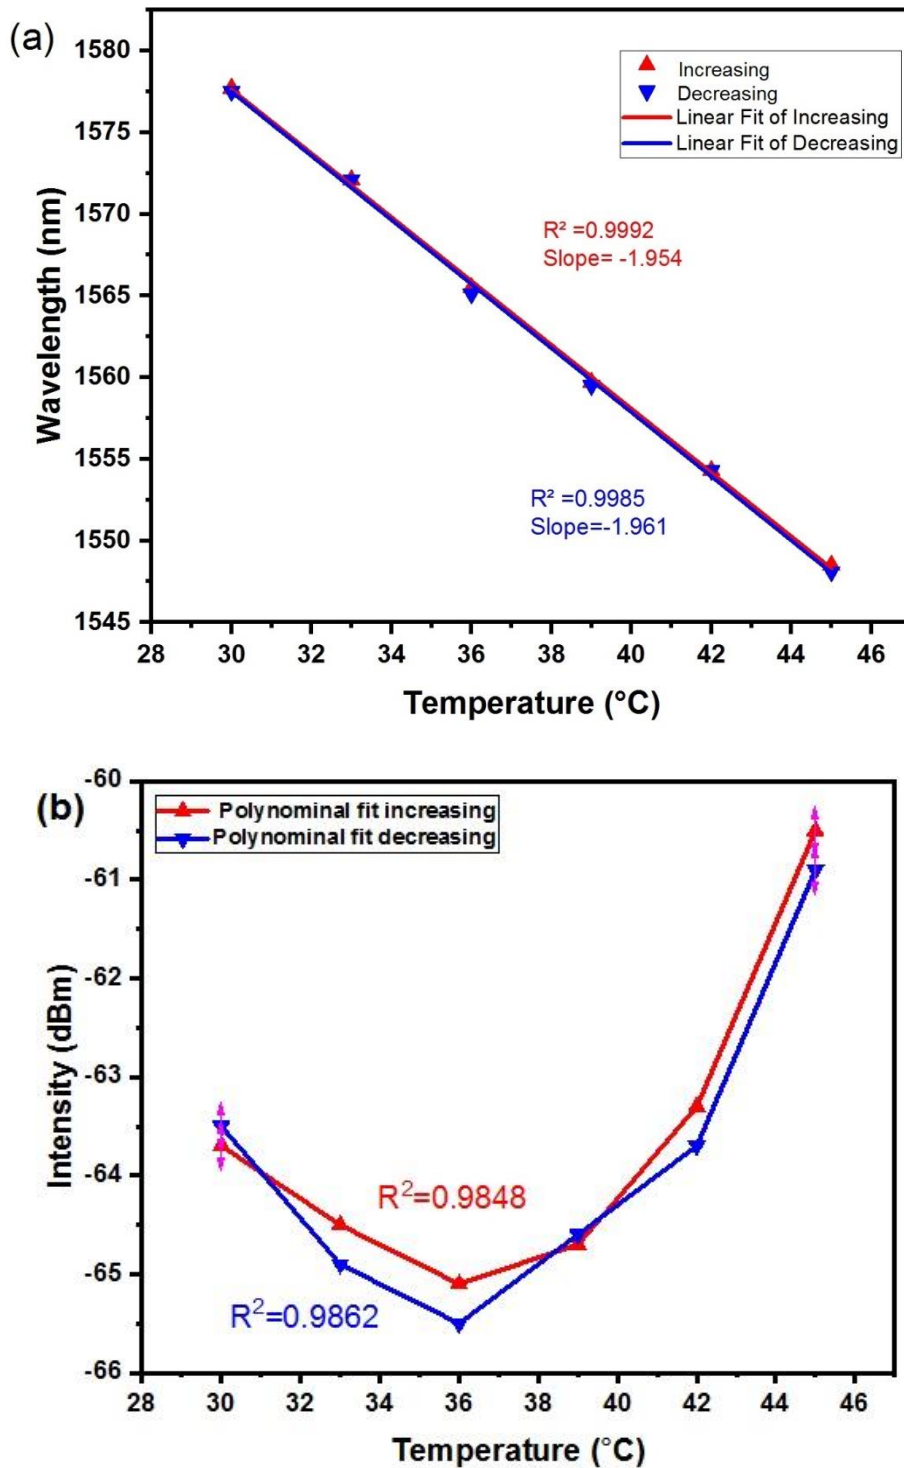 (a)
1580
1575
1570
1565
1560
1555
1550
1545
Wavelength (nm)
Increasing
Decreasing
Linear Fit of Increasing
Linear Fit of Decreasing
R² =0.9992
Slope= -1.954
R² =0.9985
Slope=-1.961
28 30 32 34 36 38 40 42 44 46
Temperature (°C)
(b)
-60
-61
-62
-63
-64
-65
-66
Intensity (dBm)
Polynominal fit increasing
Polynominal fit decreasing
R²=0.9848
R²=0.9862
28 30 32 34 36 38 40 42 44 46
Temperature (°C)